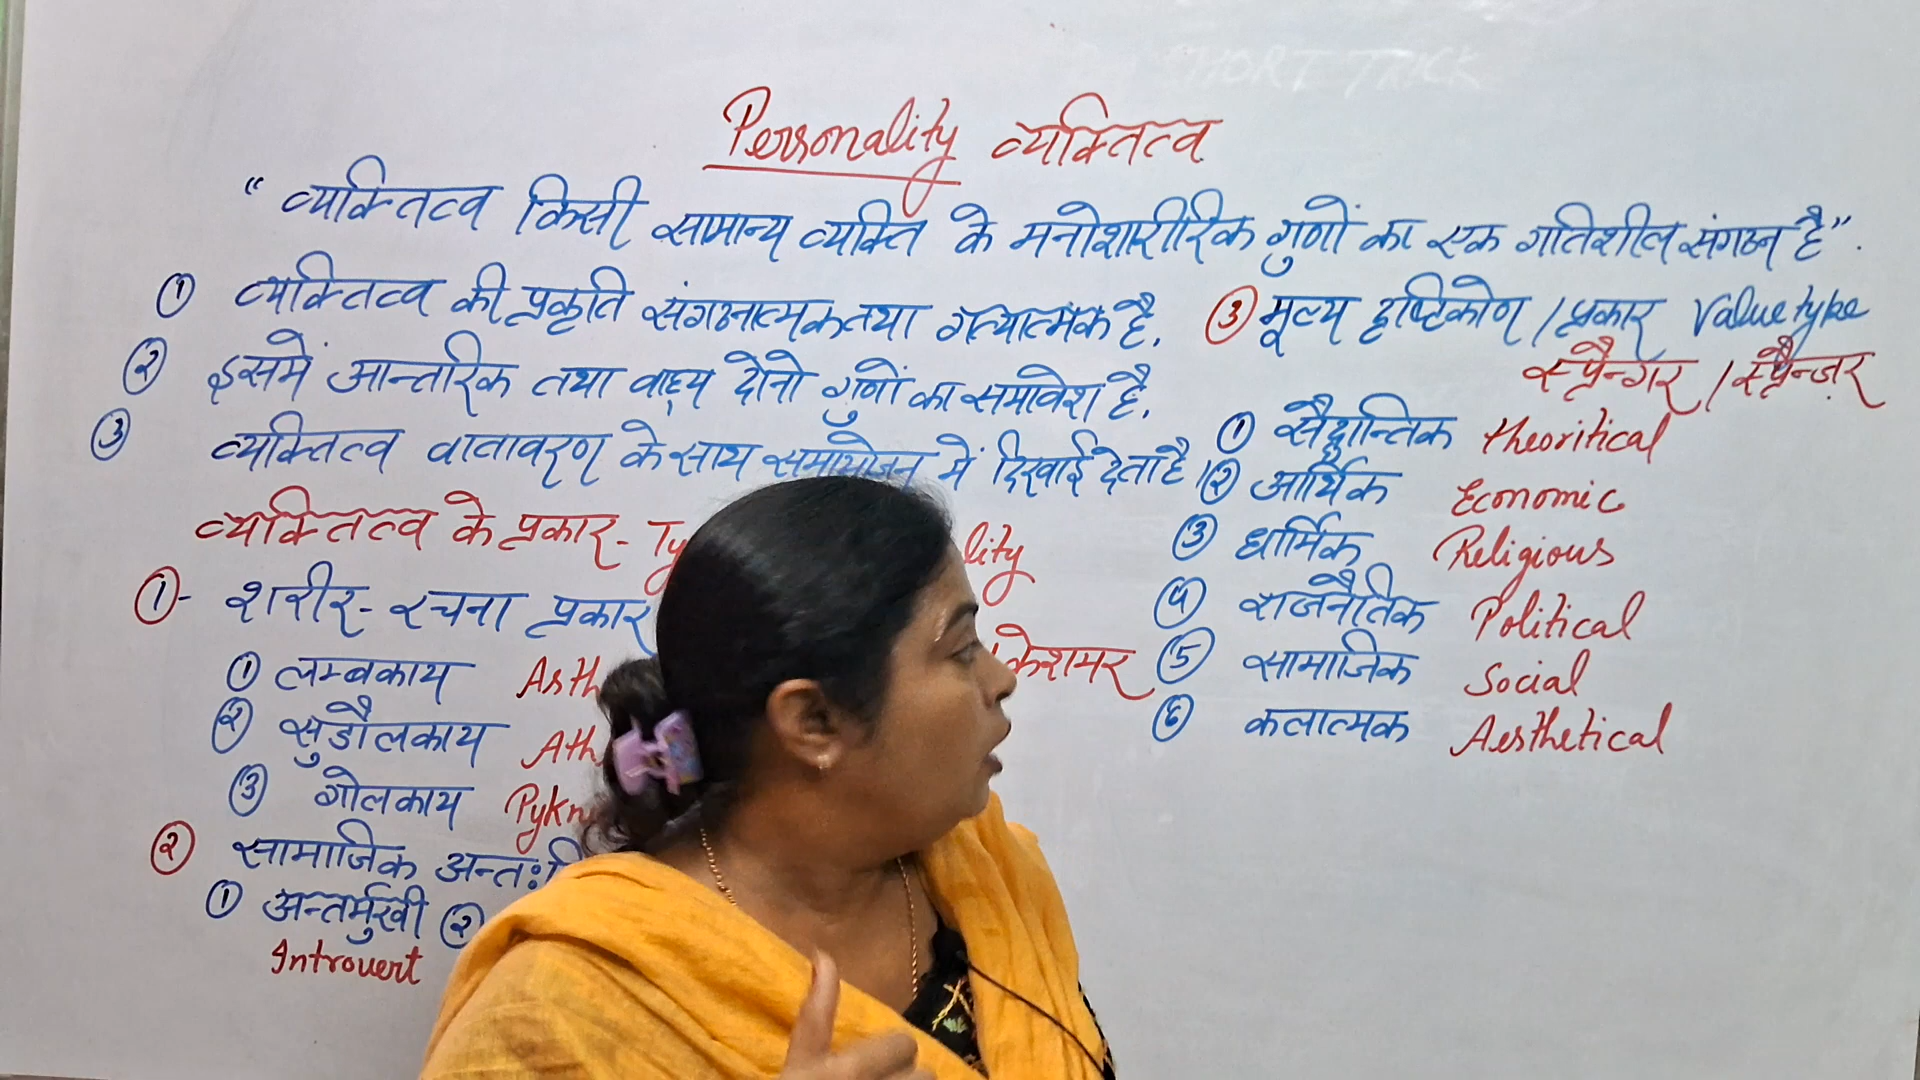 SHORT TRICK
Personality व्यक्तित्व
“ व्यक्तित्व किसी सामान्य व्यक्ति के मनोशारीरिक गुणों का एक गतिशील संगठन है”.
① व्यक्तित्व की प्रकृति संगठनात्मक तथा गत्यात्मक है.
② इसमें आन्तरिक तथा वाह्य दोनो गुणों का समावेश है.
③ व्यक्तित्व वातावरण के साथ समायोजन में दिखाई देता है
व्यक्तित्व के प्रकार - Ty lity
①- शरीर - रचना प्रकार
केशमर
① लम्बकाय Asth
② सुडौलकाय Ath
③ गोलकाय Pykn
② सामाजिक अन्तः
① अन्तर्मुखी ②
Introvert
③ मूल्य दृष्टिकोण / प्रकार Value type
स्प्रैन्गर / स्प्रैन्ज़र
① सैद्धान्तिक theoritical
② आर्थिक Economic
③ धार्मिक Religious
④ राजनैतिक Political
⑤ सामाजिक Social
⑥ कलात्मक Aesthetical